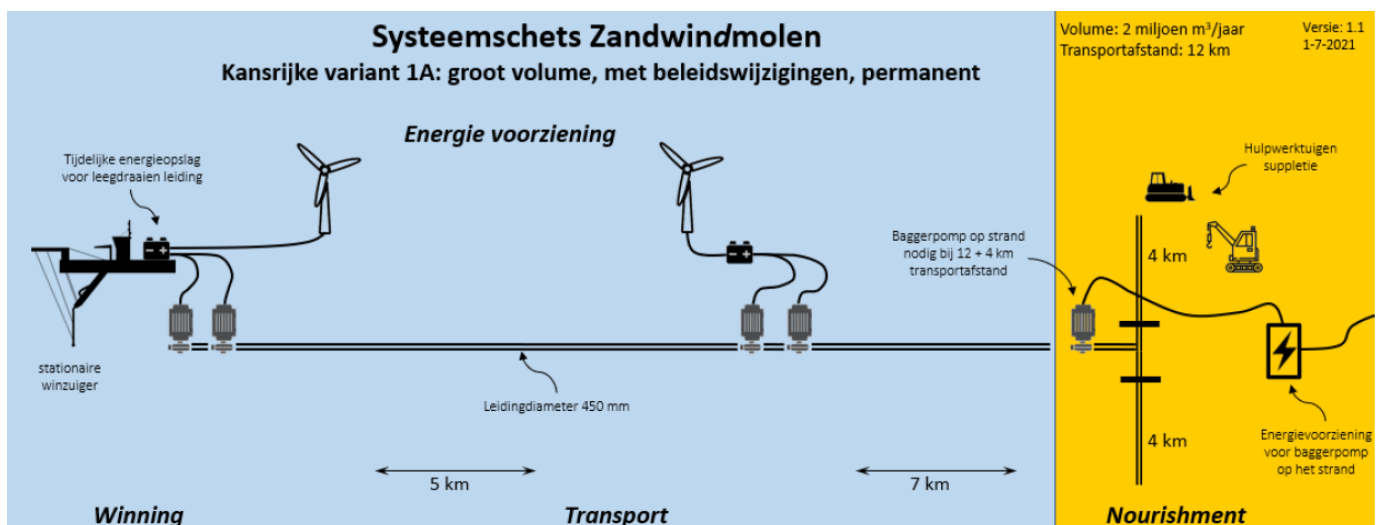 Systeemschets Zandwindmolen
Kansrijke variant 1A: groot volume, met beleidswijzigingen, permanent
Volume: 2 miljoen m³/jaar
Transportafstand: 12 km
Versie: 1.1
1-7-2021
Energie voorziening
Tijdelijke energieopslag
voor leegdraaien leiding
Hulpwerktuigen
suppletie
Baggerpomp op strand
nodig bij 12 + 4 km
transportafstand
4 km
stationaire
winzuiger
Leidingdiameter 450 mm
4 km
Energievoorziening
voor baggerpomp
op het strand
5 km
7 km
Winning
Transport
Nourishment